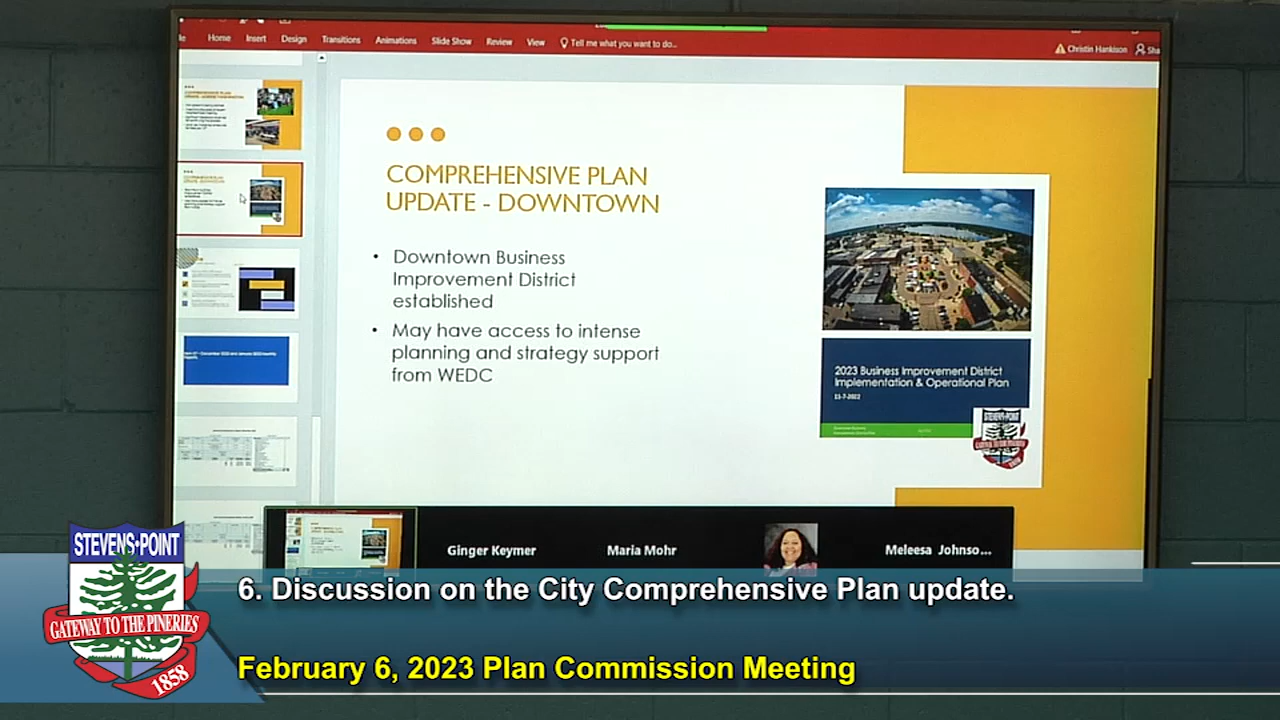 Home Insert Design Transitions Animations Slide Show Review View Tell me what you want to do...
Christin Hankison
COMPREHENSIVE PLAN
UPDATE - DOWNTOWN
• Downtown Business
Improvement District
established
• May have access to intense
planning and strategy support
from WEDC
2023 Business Improvement District
Implementation & Operational Plan
11-7-2022
Ginger Keymer
Maria Mohr
Meleesa Johnso...
STEVENS•POINT
GATEWAY TO THE PINERIES
1858
6. Discussion on the City Comprehensive Plan update.
February 6, 2023 Plan Commission Meeting